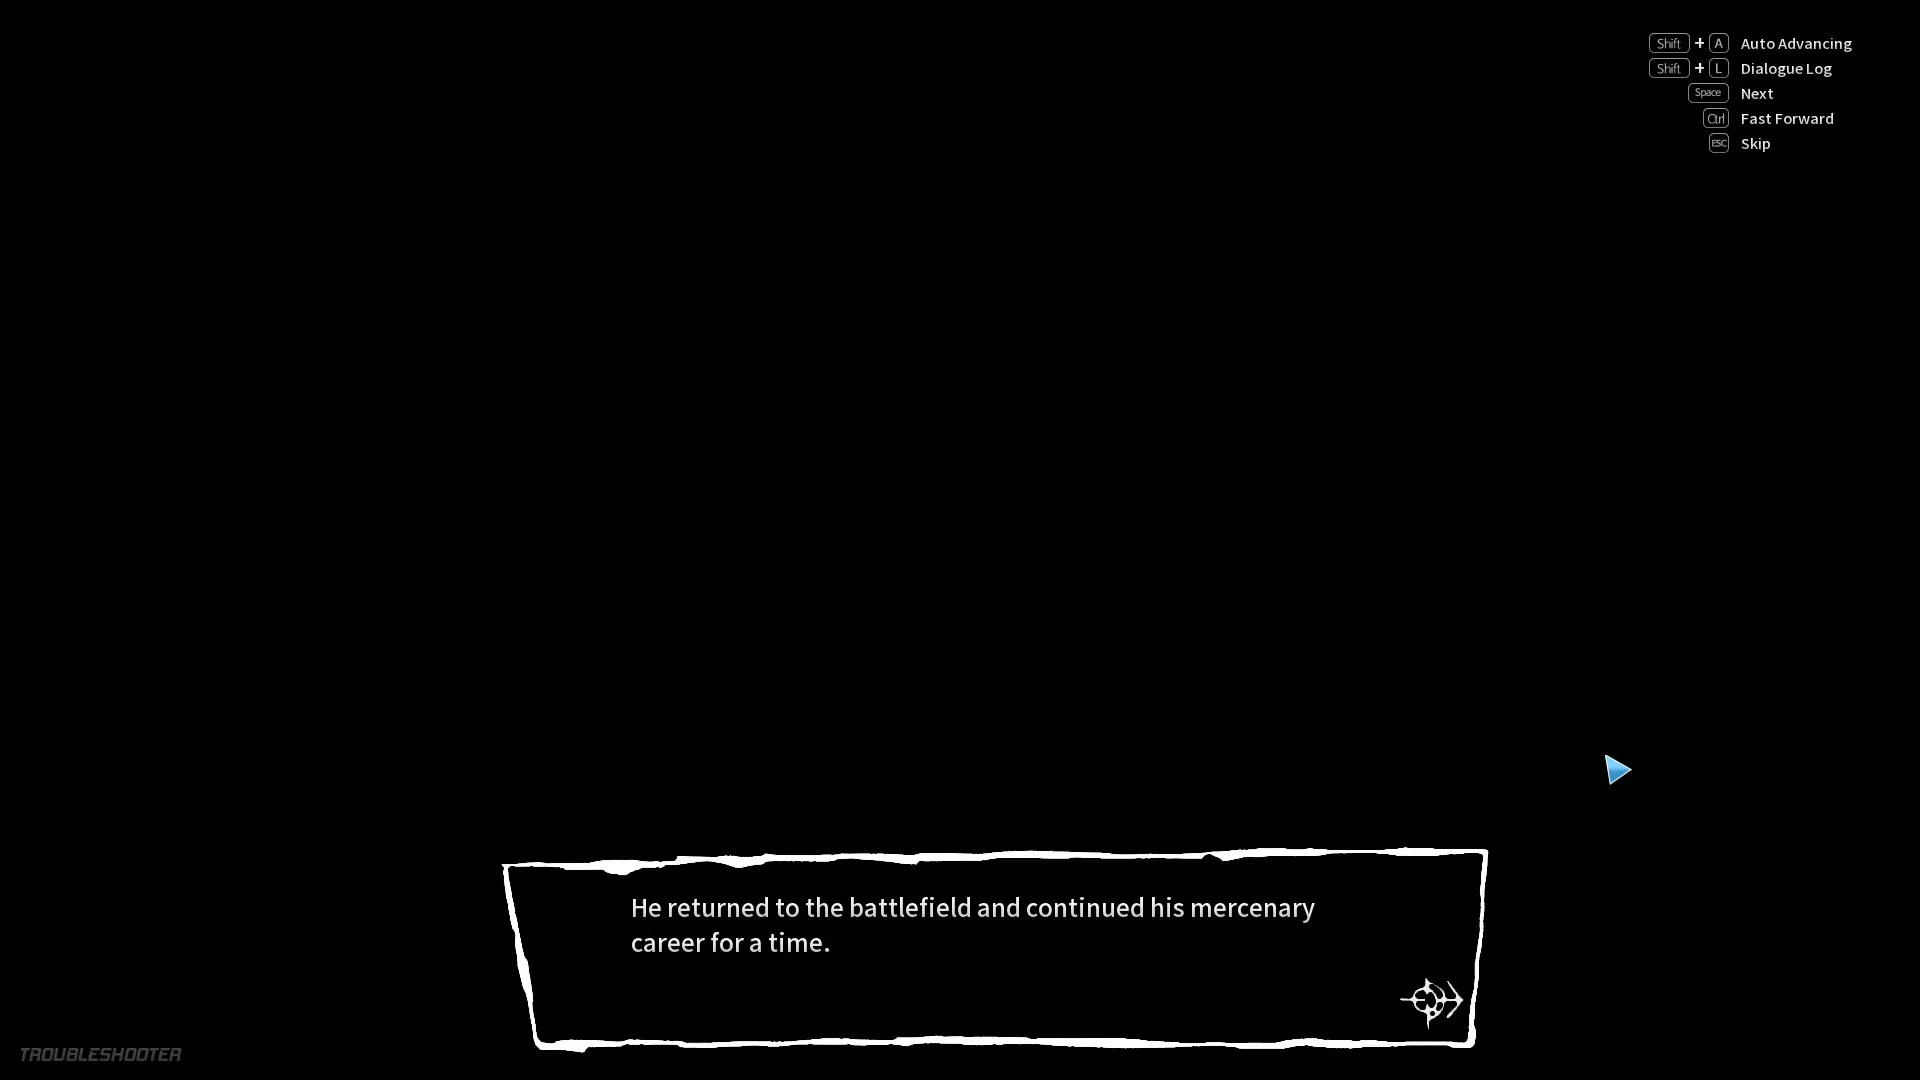 Shift + A Auto Advancing
Shift + L Dialogue Log
Space Next
Ctrl Fast Forward
ESC Skip
He returned to the battlefield and continued his mercenary
career for a time.
TROUBLESHOOTER